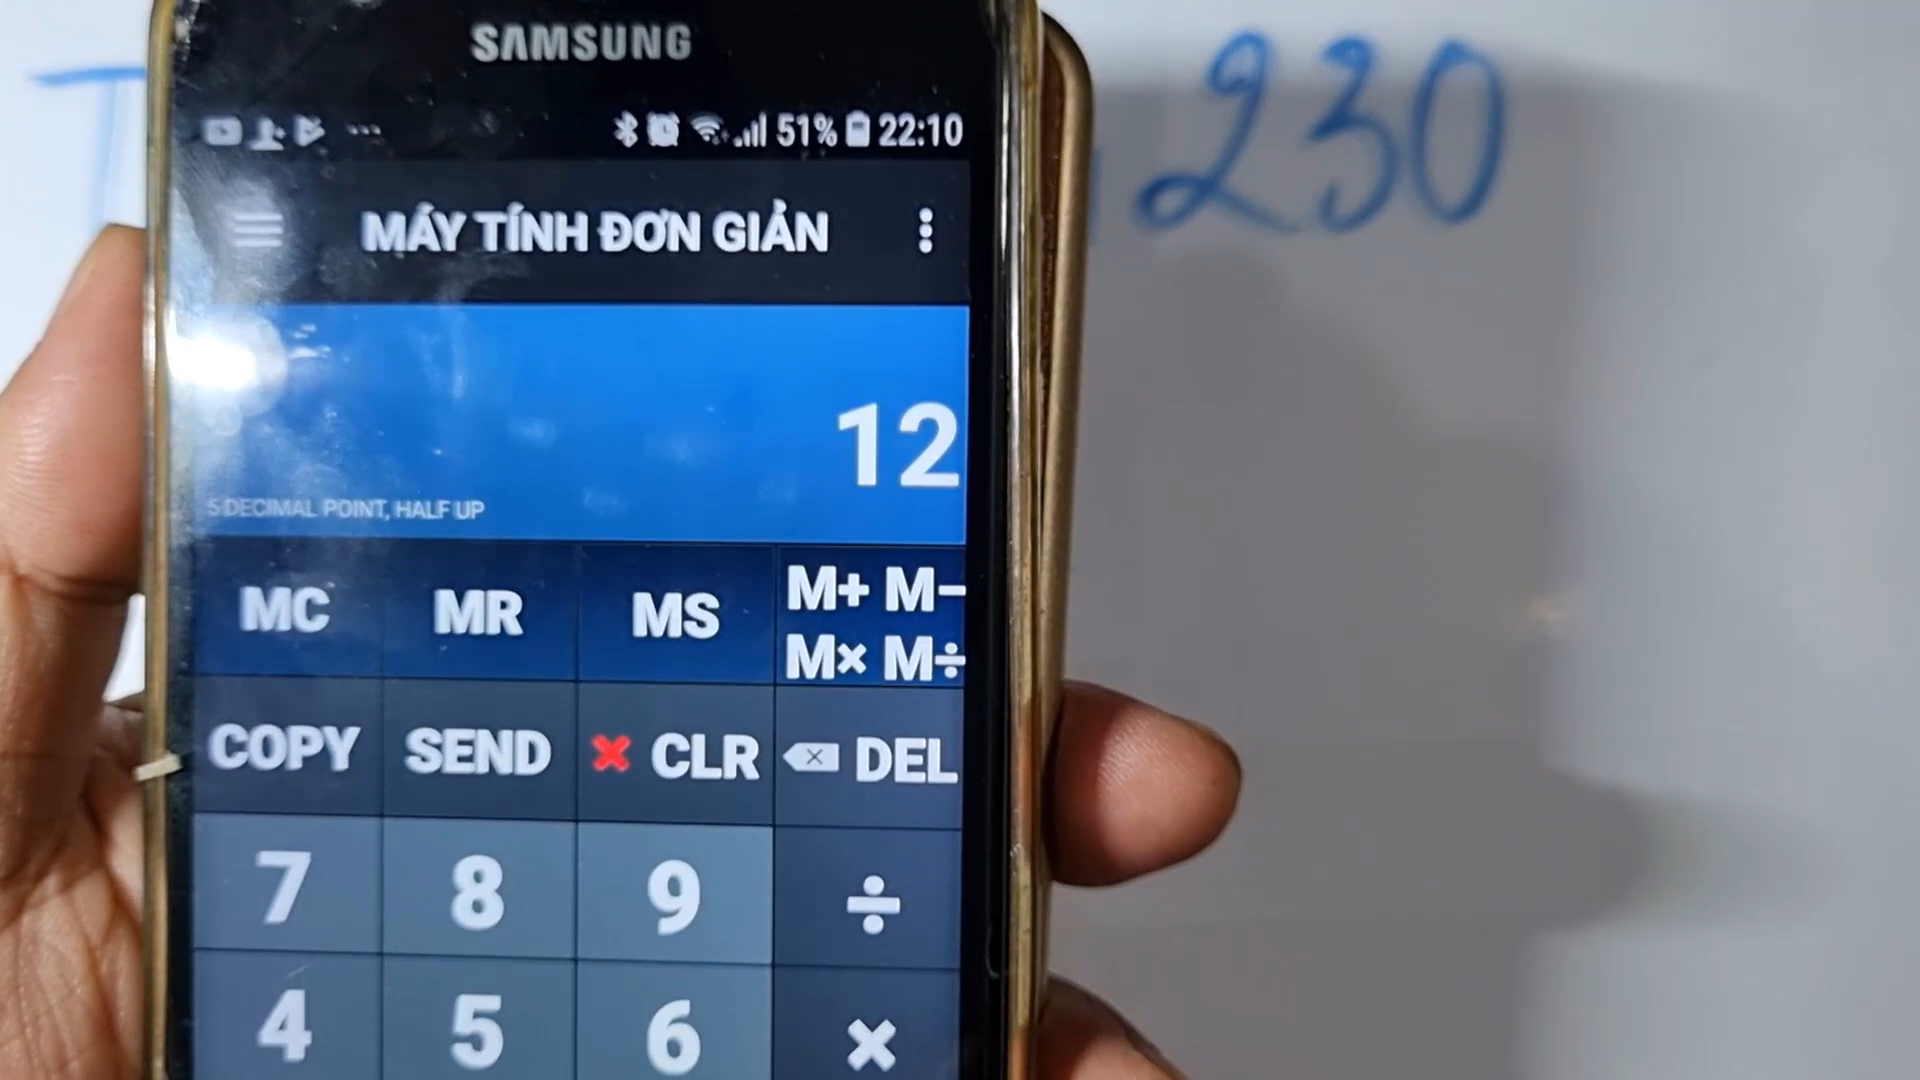 SAMSUNG
51% 22:10
MÁY TÍNH ĐƠN GIẢN
230
12
5 DECIMAL POINT, HALF UP
MC MR MS M+ M−
M× M÷
COPY SEND CLR DEL
7 8 9 ÷
4 5 6 ×